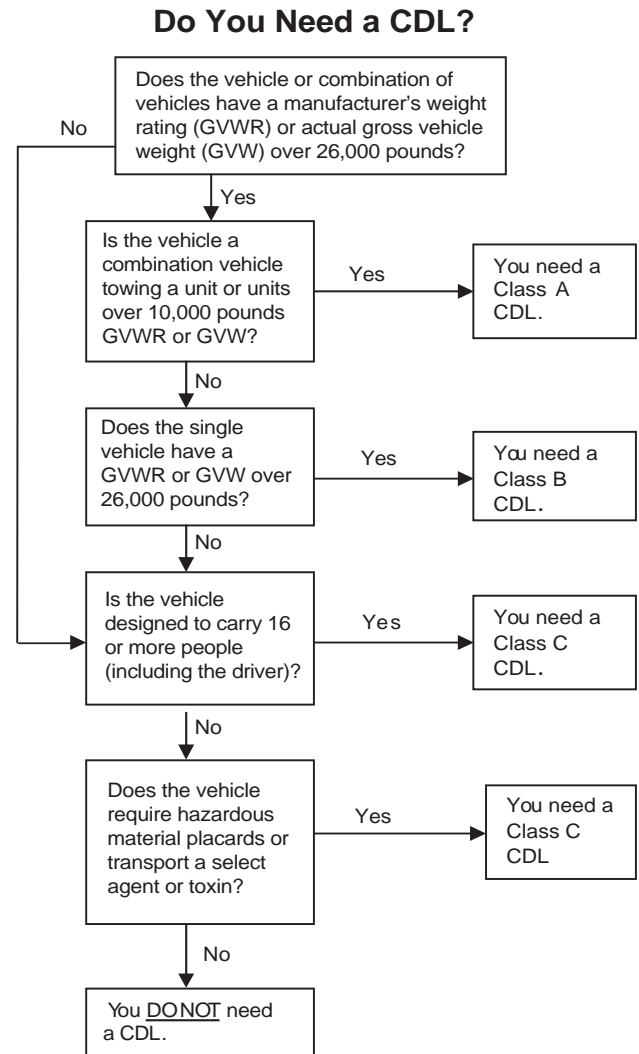 Do You Need a CDL?
Does the vehicle or combination of
vehicles have a manufacturer's weight
rating (GVWR) or actual gross vehicle
weight (GVW) over 26,000 pounds?
No
Yes
Is the vehicle a
combination vehicle
towing a unit or units
over 10,000 pounds
GVWR or GVW?
Yes
You need a
Class A
CDL.
No
Does the single
vehicle have a
GVWR or GVW over
26,000 pounds?
Yes
You need a
Class B
CDL.
No
Is the vehicle
designed to carry 16
or more people
(including the driver)?
Yes
You need a
Class C
CDL.
No
Does the vehicle
require hazardous
material placards or
transport a select
agent or toxin?
Yes
You need a
Class C
CDL
No
You DO NOT need
a CDL.